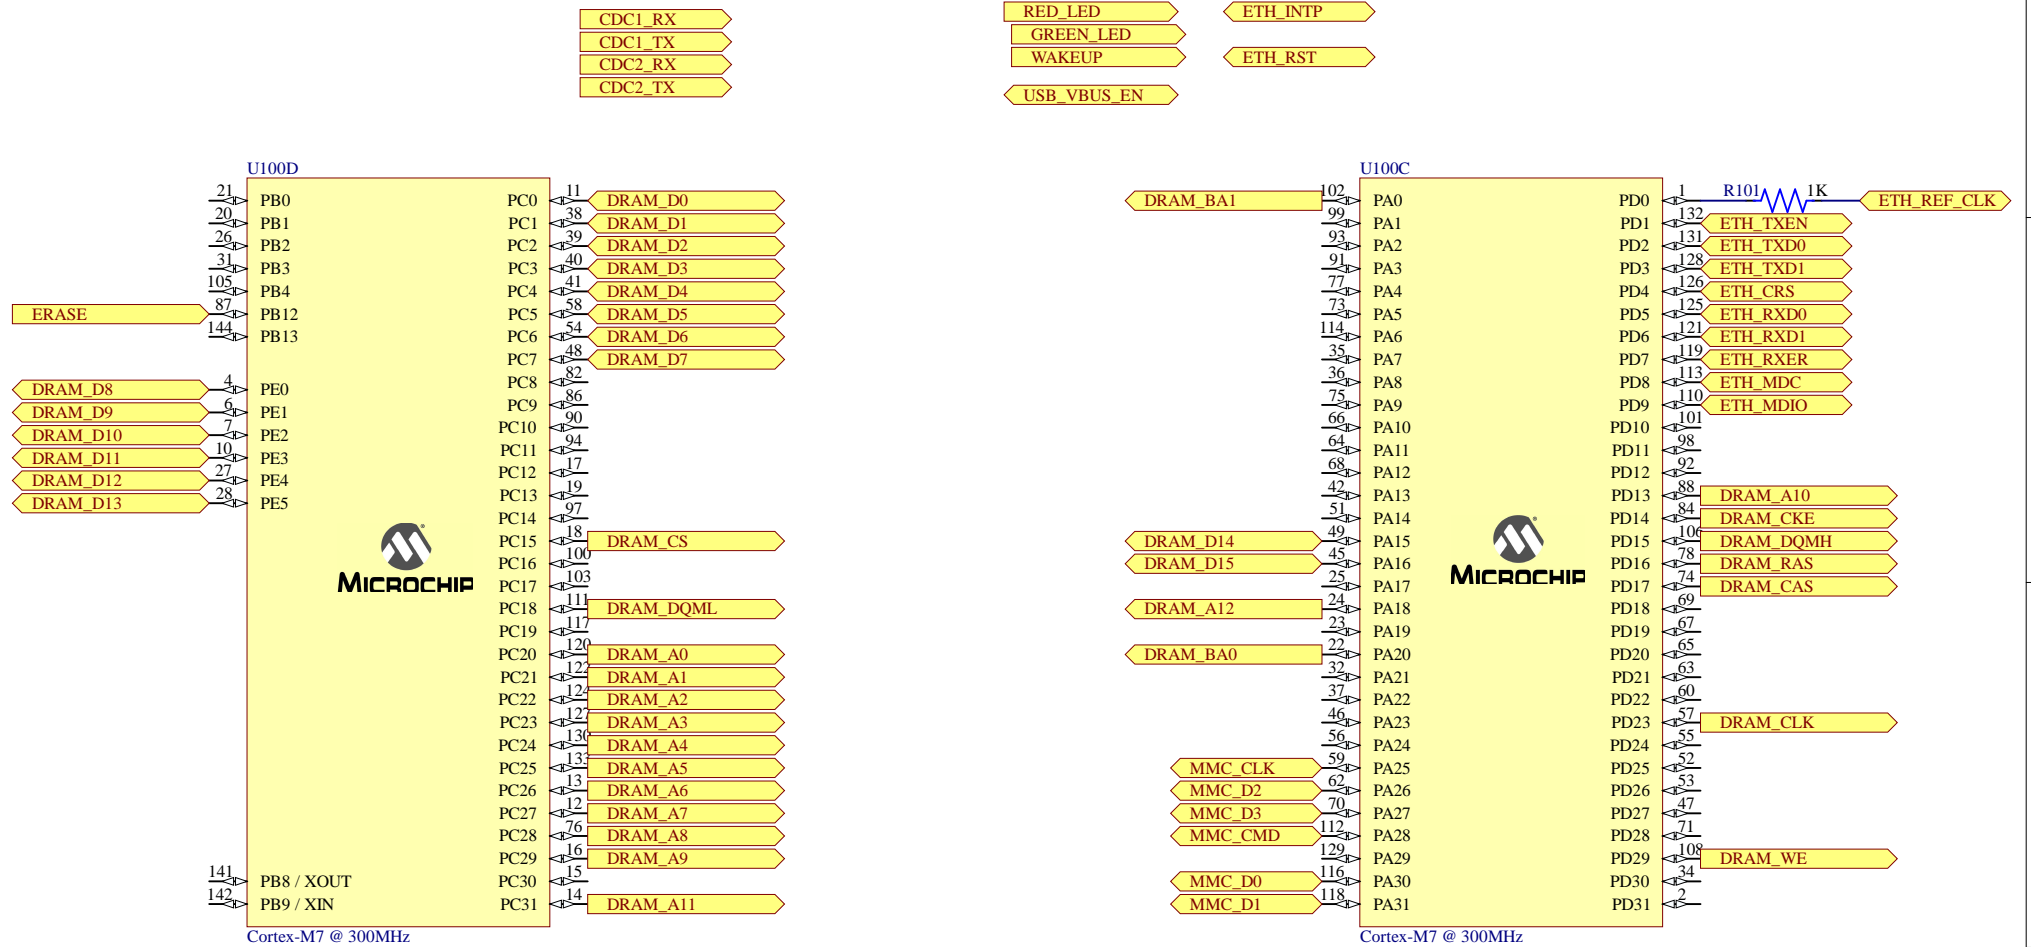 CDC1_RX
CDC1_TX
CDC2_RX
CDC2_TX
RED_LED
GREEN_LED
WAKEUP
USB_VBUS_EN
ETH_INTP
ETH_RST
U100D
21 PB0
20 PB1
26 PB2
31 PB3
105 PB4
ERASE 87 PB12
144 PB13
DRAM_D8 4 PE0
DRAM_D9 6 PE1
DRAM_D10 7 PE2
DRAM_D11 10 PE3
DRAM_D12 27 PE4
DRAM_D13 28 PE5
141 PB8 / XOUT
142 PB9 / XIN
MICROCHIP
PC0 11 DRAM_D0
PC1 38 DRAM_D1
PC2 39 DRAM_D2
PC3 40 DRAM_D3
PC4 41 DRAM_D4
PC5 58 DRAM_D5
PC6 54 DRAM_D6
PC7 48 DRAM_D7
PC8 82
PC9 86
PC10 90
PC11 94
PC12 17
PC13 19
PC14 97
PC15 18 DRAM_CS
PC16 100
PC17 103
PC18 111 DRAM_DQML
PC19 117
PC20 120 DRAM_A0
PC21 122 DRAM_A1
PC22 124 DRAM_A2
PC23 127 DRAM_A3
PC24 130 DRAM_A4
PC25 133 DRAM_A5
PC26 13 DRAM_A6
PC27 12 DRAM_A7
PC28 76 DRAM_A8
PC29 16 DRAM_A9
PC30 15
PC31 14 DRAM_A11
Cortex-M7 @ 300MHz
U100C
DRAM_BA1 102 PA0
99 PA1
93 PA2
91 PA3
77 PA4
73 PA5
114 PA6
35 PA7
36 PA8
75 PA9
66 PA10
64 PA11
68 PA12
42 PA13
51 PA14
DRAM_D14 49 PA15
DRAM_D15 45 PA16
25 PA17
DRAM_A12 24 PA18
23 PA19
DRAM_BA0 22 PA20
32 PA21
37 PA22
46 PA23
56 PA24
MMC_CLK 59 PA25
MMC_D2 62 PA26
MMC_D3 70 PA27
MMC_CMD 112 PA28
129 PA29
MMC_D0 116 PA30
MMC_D1 118 PA31
MICROCHIP
PD0 1 R101 1K ETH_REF_CLK
PD1 132 ETH_TXEN
PD2 131 ETH_TXD0
PD3 128 ETH_TXD1
PD4 126 ETH_CRS
PD5 125 ETH_RXD0
PD6 121 ETH_RXD1
PD7 119 ETH_RXER
PD8 113 ETH_MDC
PD9 110 ETH_MDIO
PD10 101
PD11 98
PD12 92
PD13 88 DRAM_A10
PD14 84 DRAM_CKE
PD15 106 DRAM_DQMH
PD16 78 DRAM_RAS
PD17 74 DRAM_CAS
PD18 69
PD19 67
PD20 65
PD21 63
PD22 60
PD23 57 DRAM_CLK
PD24 55
PD25 52
PD26 53
PD27 47
PD28 71
PD29 108 DRAM_WE
PD30 34
PD31 2
Cortex-M7 @ 300MHz